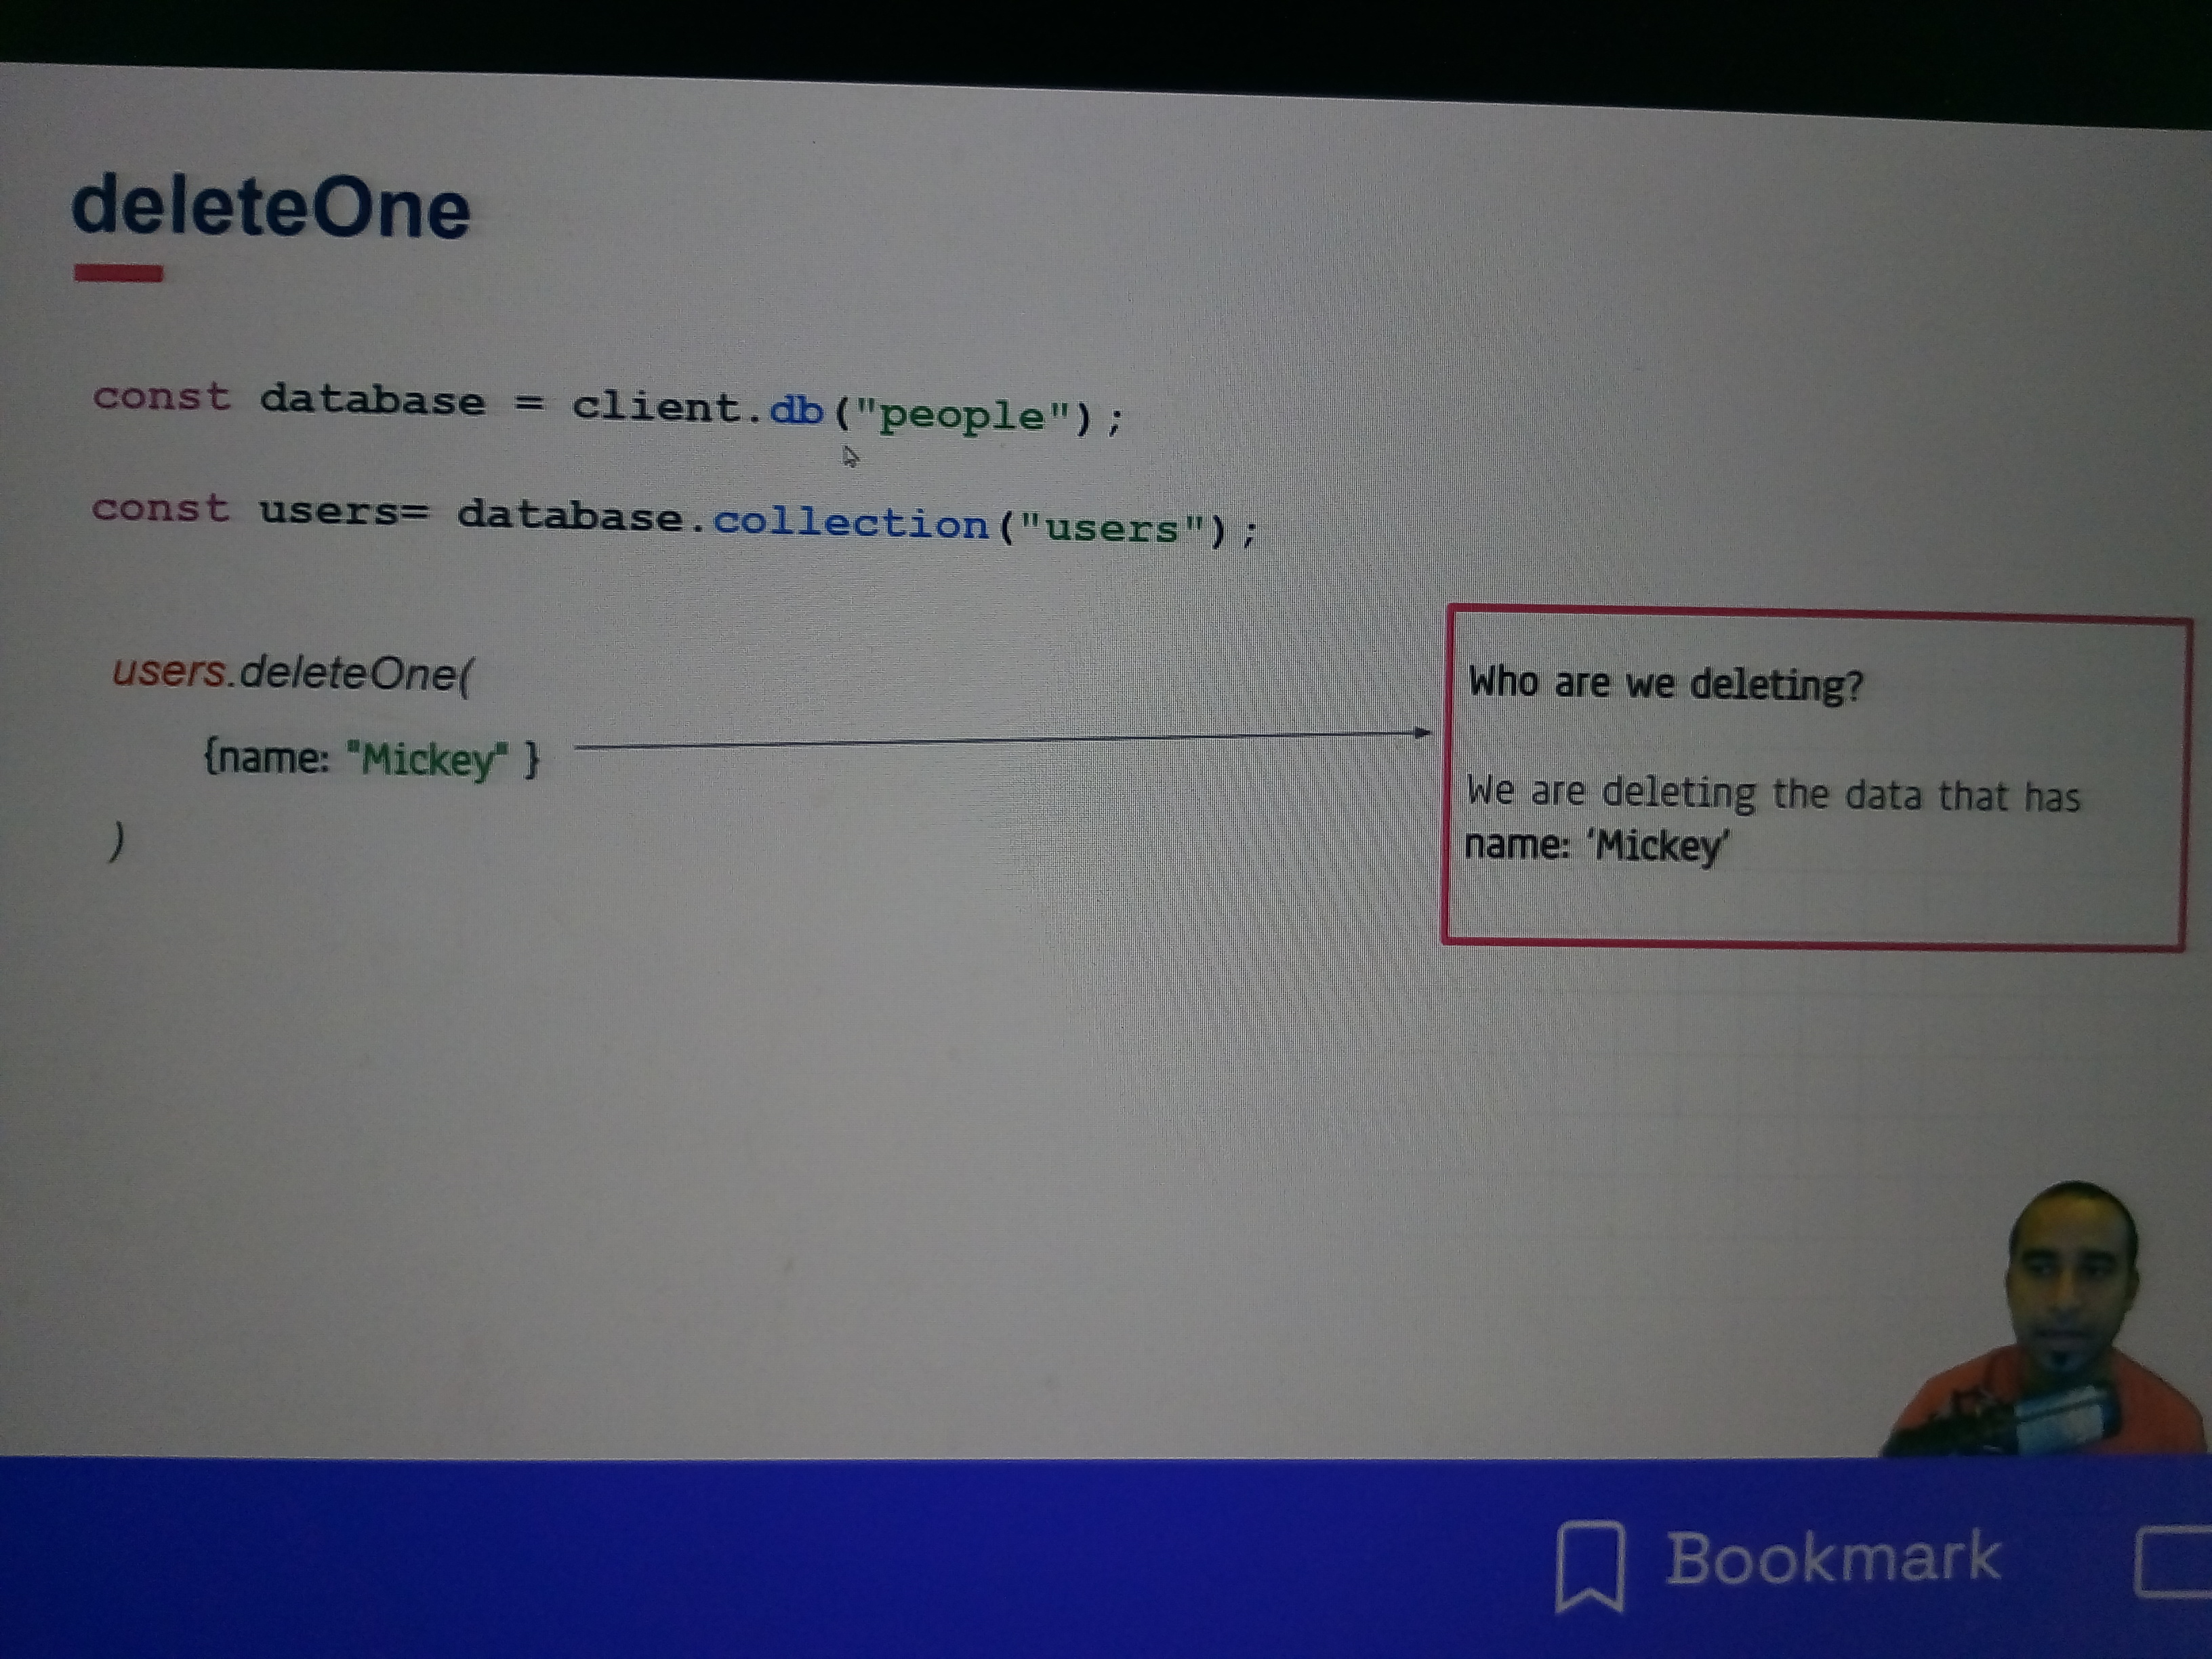 deleteOne
const database = client.db("people");
const users= database.collection("users");
users.deleteOne(
{name: "Mickey" }
)
Who are we deleting?
We are deleting the data that has
name: ‘Mickey’
Bookmark